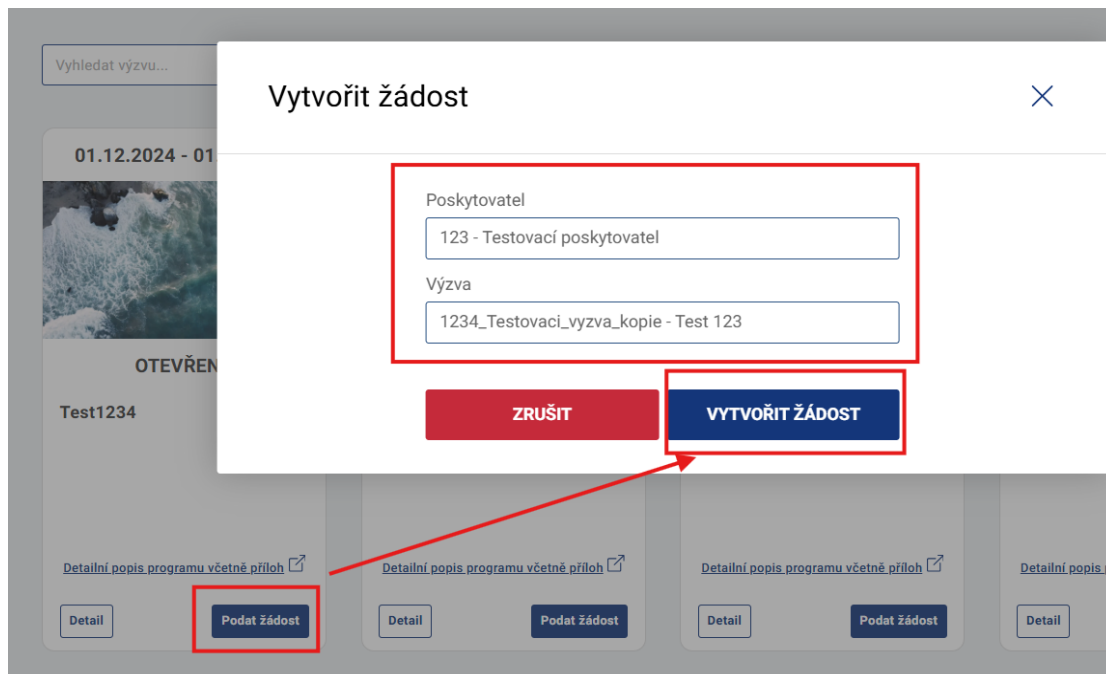 Vyhledat výzvu...
Vytvořit žádost
01.12.2024 - 01
Poskytovatel
123 - Testovací poskytovatel
Výzva
1234_Testovaci_vyzva_kopie - Test 123
OTEVŘEN
Test1234
ZRUŠIT
VYTVOŘIT ŽÁDOST
Detailní popis programu včetně příloh
Detailní popis programu včetně příloh
Detailní popis programu včetně příloh
Detailní popis
Detail
Podat žádost
Detail
Podat žádost
Detail
Podat žádost
Detail